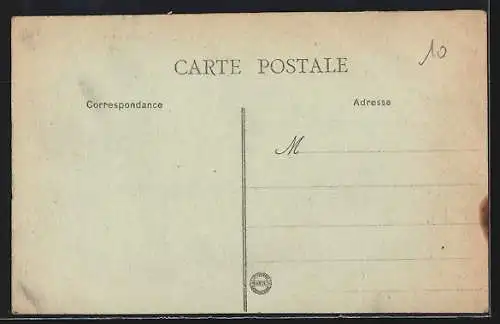 10
CARTE POSTALE
Correspondance
Adresse
M